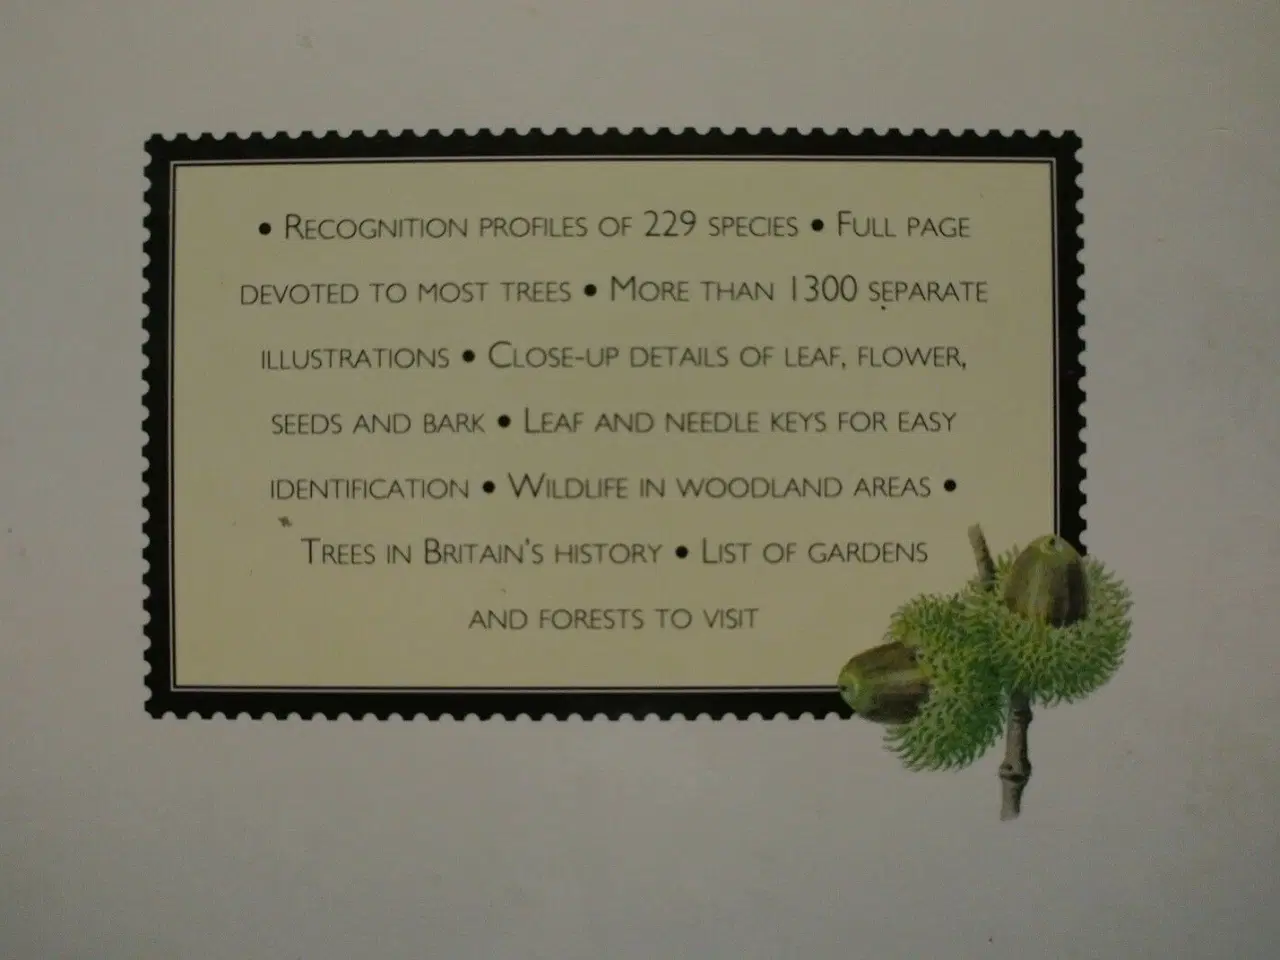 • Recognition profiles of 229 species • Full page
devoted to most trees • More than 1300 separate
illustrations • Close-up details of leaf, flower,
seeds and bark • Leaf and needle keys for easy
identification • Wildlife in woodland areas •
Trees in Britain's history • List of gardens
and forests to visit